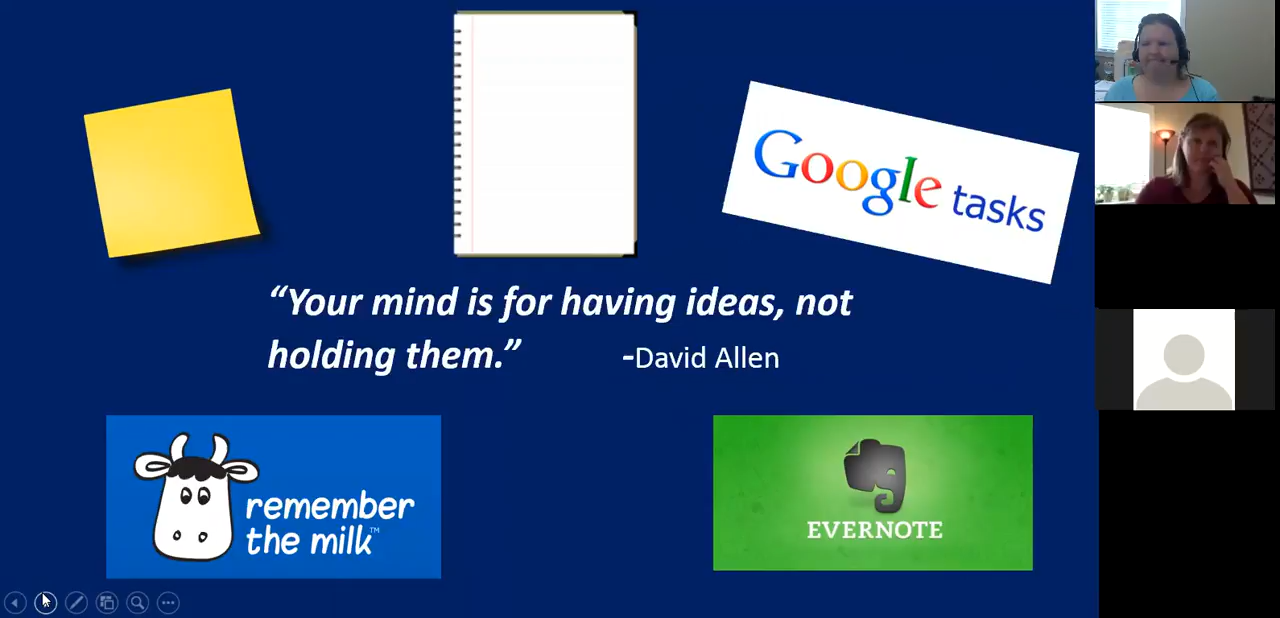 Google tasks
“Your mind is for having ideas, not
holding them.” -David Allen
remember
the milk™
EVERNOTE